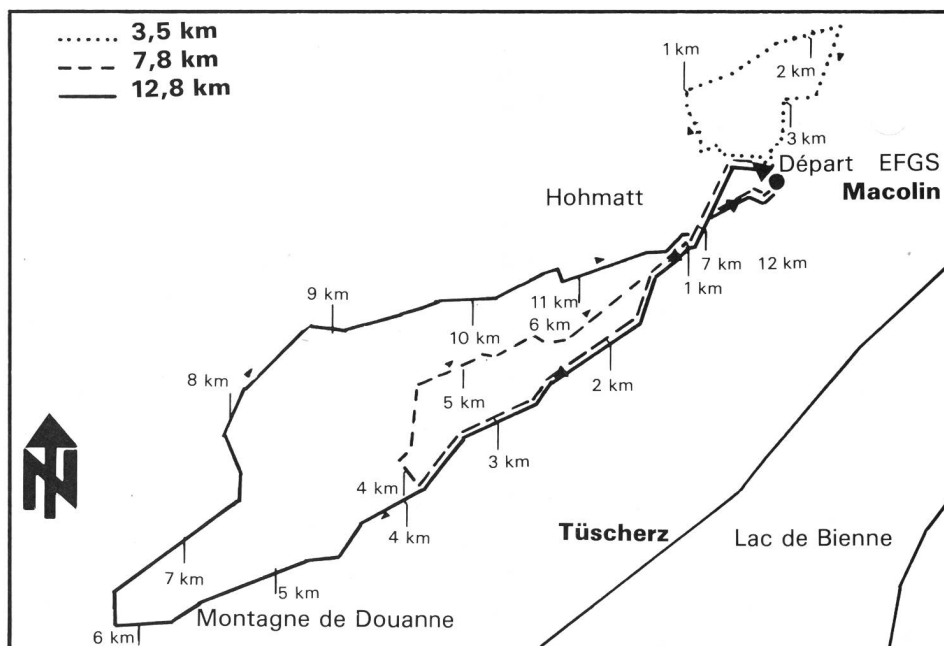 3,5 km
7,8 km
12,8 km
1 km
2 km
3 km
Départ EFGS
Macolin
Hohmatt
7 km 12 km
1 km
9 km
11 km
10 km
6 km
8 km
5 km
2 km
3 km
4 km
4 km
N
Tüscherz
Lac de Bienne
7 km
5 km
Montagne de Douanne
6 km